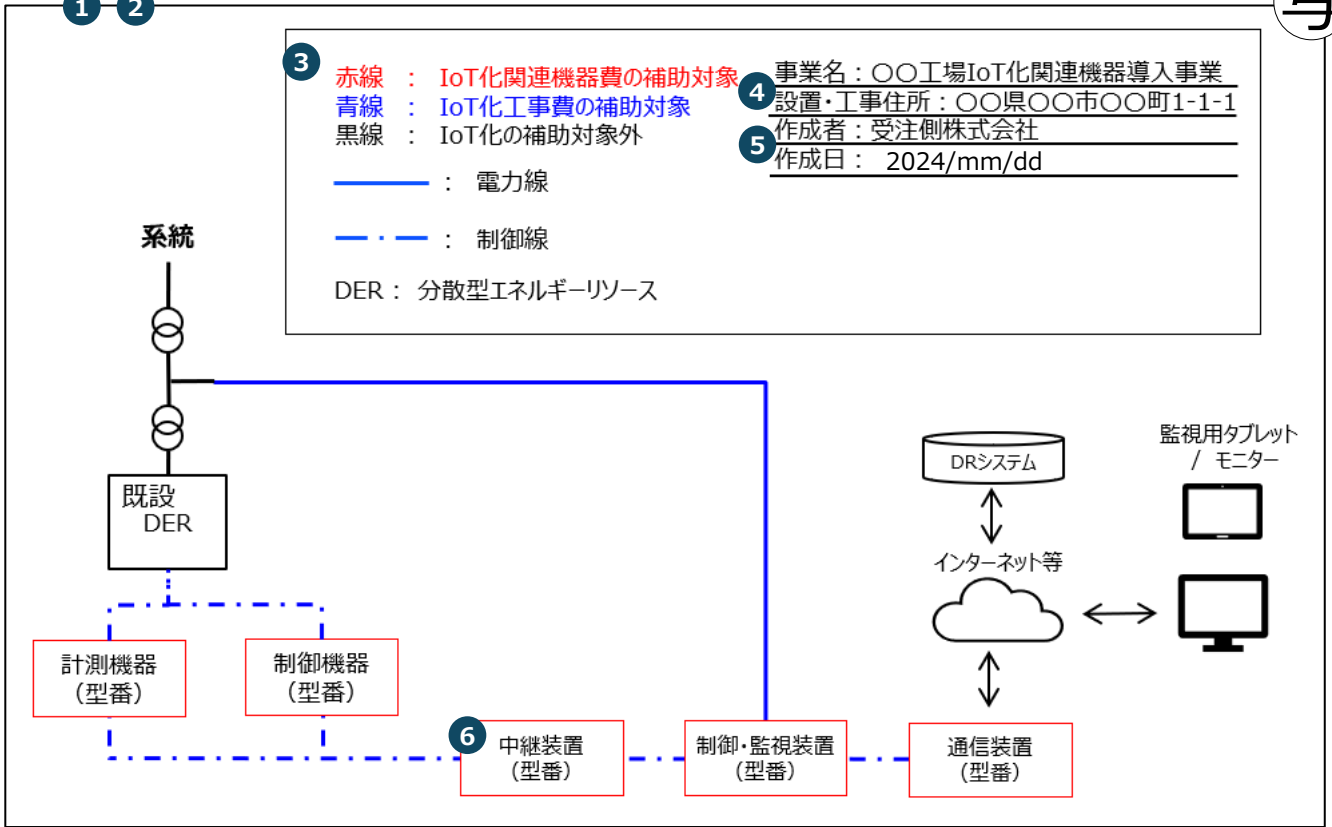 1 2
写
3
赤線 : IoT化関連機器費の補助対象
青線 : IoT化工事費の補助対象
黒線 : IoT化の補助対象外
: 電力線
: 制御線
DER : 分散型エネルギーリソース
事業名:〇〇工場IoT化関連機器導入事業
4
設置・工事住所:〇〇県〇〇市〇〇町1-1-1
作成者:受注側株式会社
5
作成日: 2024/mm/dd
系統
既設
DER
DRシステム
監視用タブレット
/ モニター
インターネット等
計測機器
(型番)
制御機器
(型番)
6
中継装置
(型番)
制御・監視装置
(型番)
通信装置
(型番)